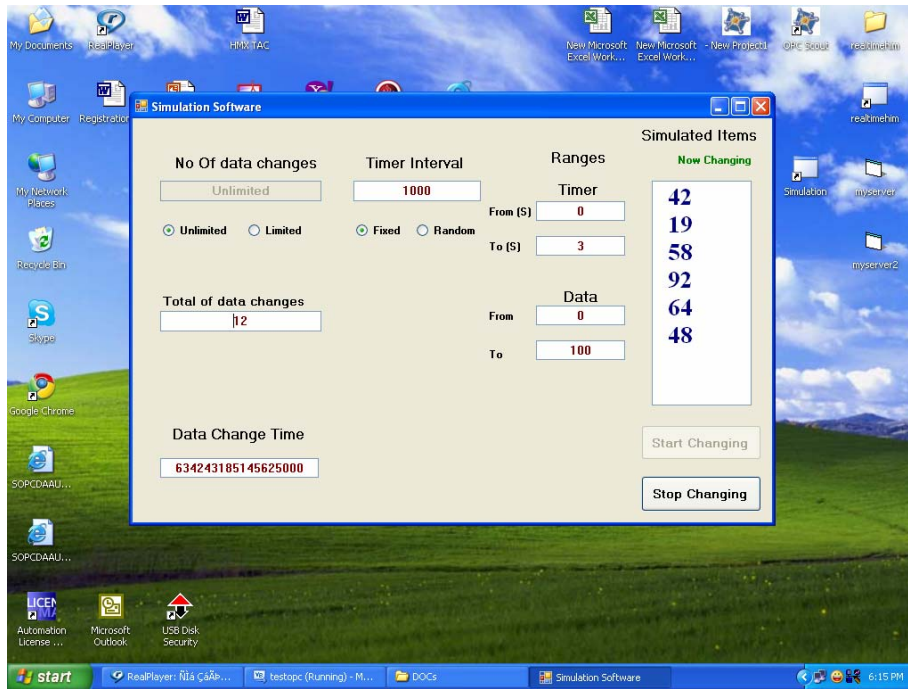 My Documents
RealPlayer
HMX TAC
New Microsoft
Excel Work...
New Microsoft
Excel Work...
- New Project1
OPC Scout
realtimehim
My Computer
Registration
realtimehim
My Network
Places
Simulation
myserver
Recycle Bin
myserver2
Skype
Google Chrome
SOPCDAAU...
SOPCDAAU...
LICEN
Automation
License ...
Microsoft
Outlook
USB Disk
Security
Simulation Software
No Of data changes
Unlimited
Unlimited
Limited
Total of data changes
12
Data Change Time
634243185145625000
Timer Interval
1000
Fixed
Random
Ranges
Timer
From (S)
0
To (S)
3
Data
From
0
To
100
Simulated Items
Now Changing
42
19
58
92
64
48
Start Changing
Stop Changing
start
RealPlayer: Ñìá ÇáÄ...
testopc (Running) - M...
DOCs
Simulation Software
6:15 PM